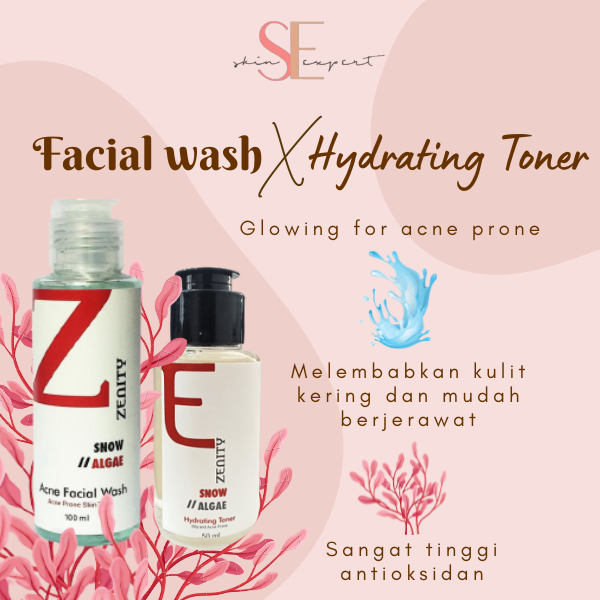 SE
skin expert
Facial wash X Hydrating Toner
Glowing for acne prone
Melembabkan kulit
kering dan mudah
berjerawat
Sangat tinggi
antioksidan
Z
ZENITY
SNOW
// ALGAE
Acne Facial Wash
Acne Prone Skin
100 ml
E
ZENITY
SNOW
// ALGAE
Hydrating Toner
Oily and Acne Prone
50 ml